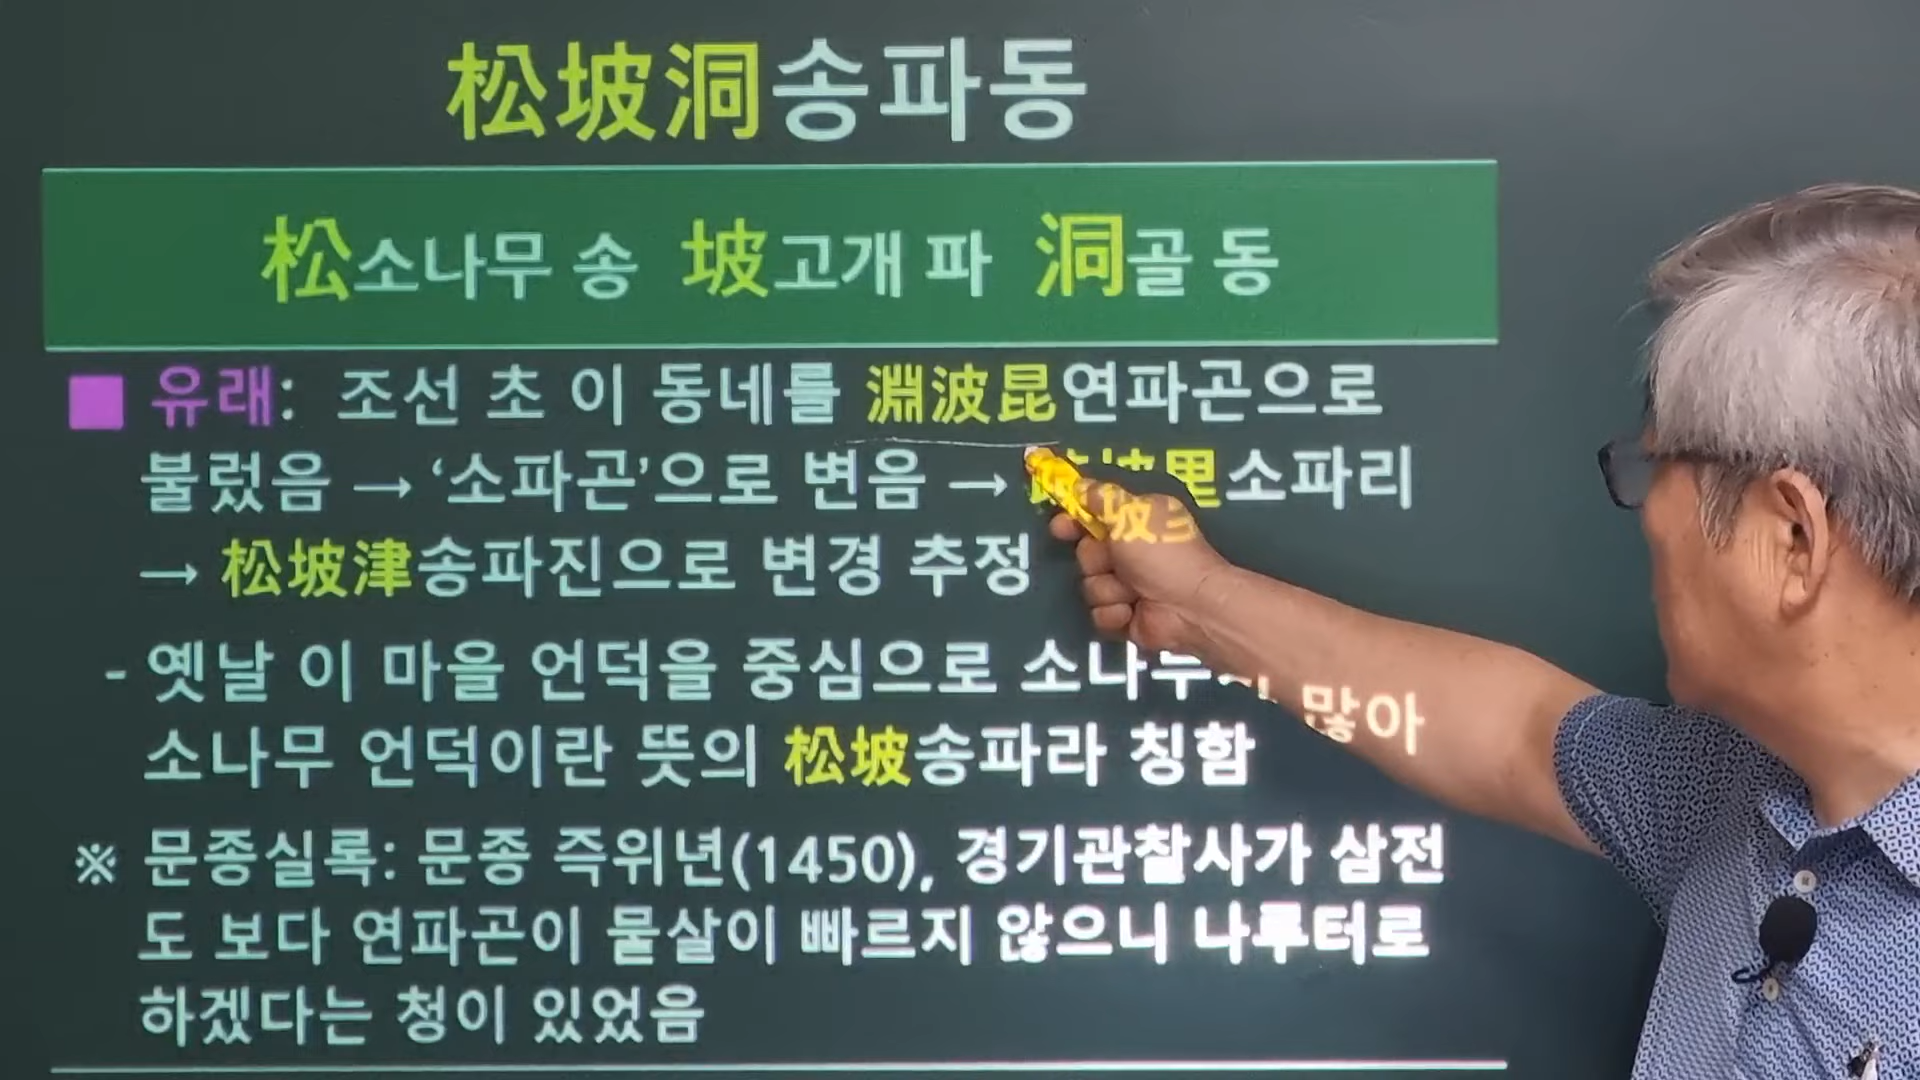 松坡洞송파동
松소나무 송 坡고개 파 洞골 동
■ 유래: 조선 초 이 동네를 淵波昆연파곤으로
불렀음 → ‘소파곤’으로 변음 → 坡里소파리
→ 松坡津송파진으로 변경 추정
- 옛날 이 마을 언덕을 중심으로 소나무가 많아
소나무 언덕이란 뜻의 松坡송파라 칭함
※ 문종실록: 문종 즉위년(1450), 경기관찰사가 삼전
도 보다 연파곤이 물살이 빠르지 않으니 나루터로
하겠다는 청이 있었음